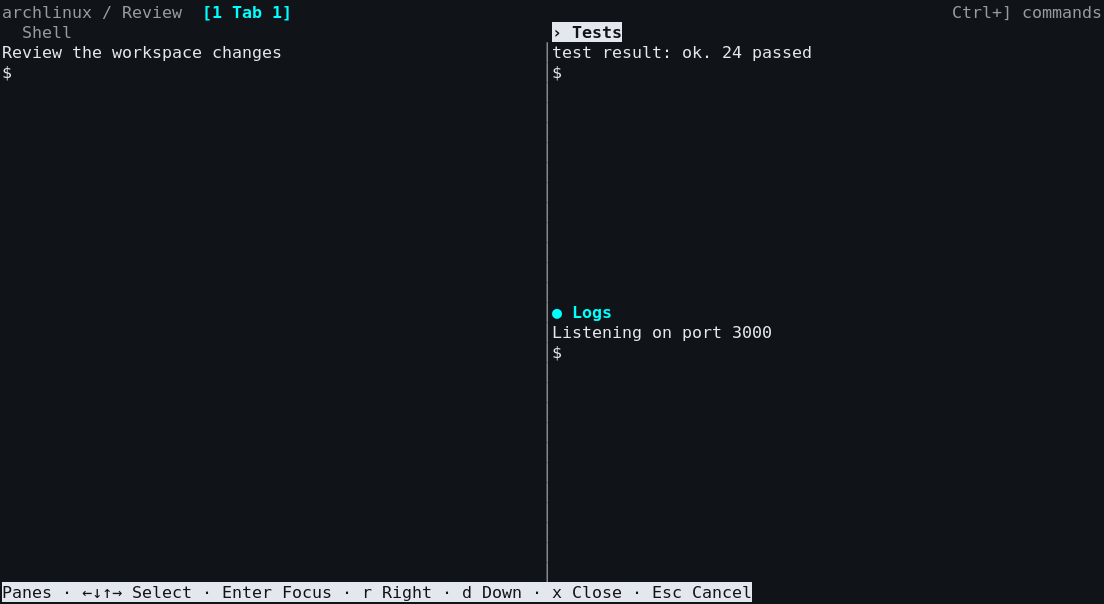 archlinux / Review  [1 Tab 1]  Ctrl+] commands
Shell
Review the workspace changes
$
› Tests
test result: ok. 24 passed
$
● Logs
Listening on port 3000
$
Panes · ←↓↑→ Select · Enter Focus · r Right · d Down · x Close · Esc Cancel